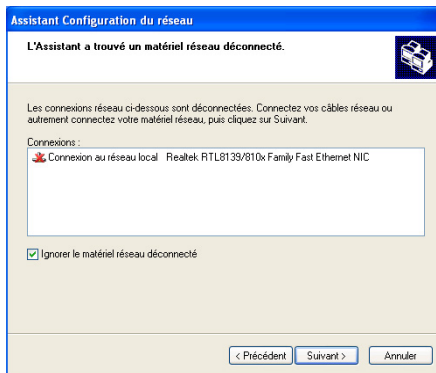 Assistant Configuration du réseau
L'Assistant a trouvé un matériel réseau déconnecté.
Les connexions réseau ci-dessous sont déconnectées. Connectez vos câbles réseau ou
autrement connectez votre matériel réseau, puis cliquez sur Suivant.
Connexions :
Connexion au réseau local Realtek RTL8139/810x Family Fast Ethernet NIC
Ignorer le matériel réseau déconnecté
< Précédent Suivant > Annuler